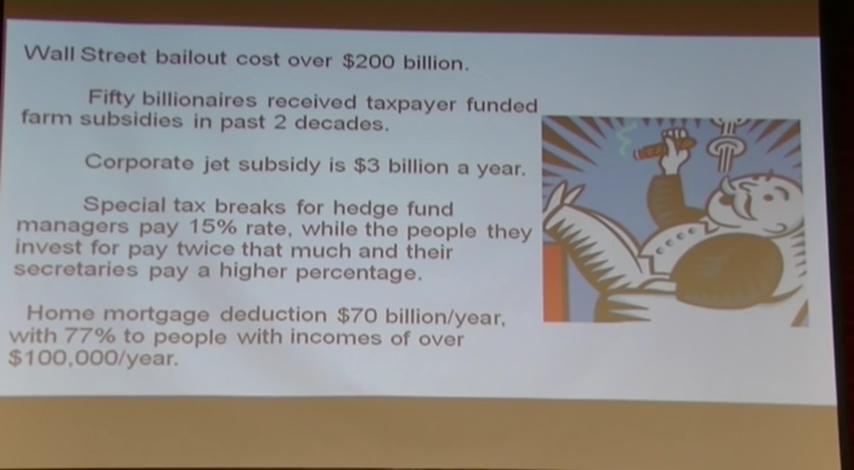 Wall Street bailout cost over $200 billion.
Fifty billionaires received taxpayer funded
farm subsidies in past 2 decades.
Corporate jet subsidy is $3 billion a year.
Special tax breaks for hedge fund
managers pay 15% rate, while the people they
invest for pay twice that much and their
secretaries pay a higher percentage.
Home mortgage deduction $70 billion/year,
with 77% to people with incomes of over
$100,000/year.